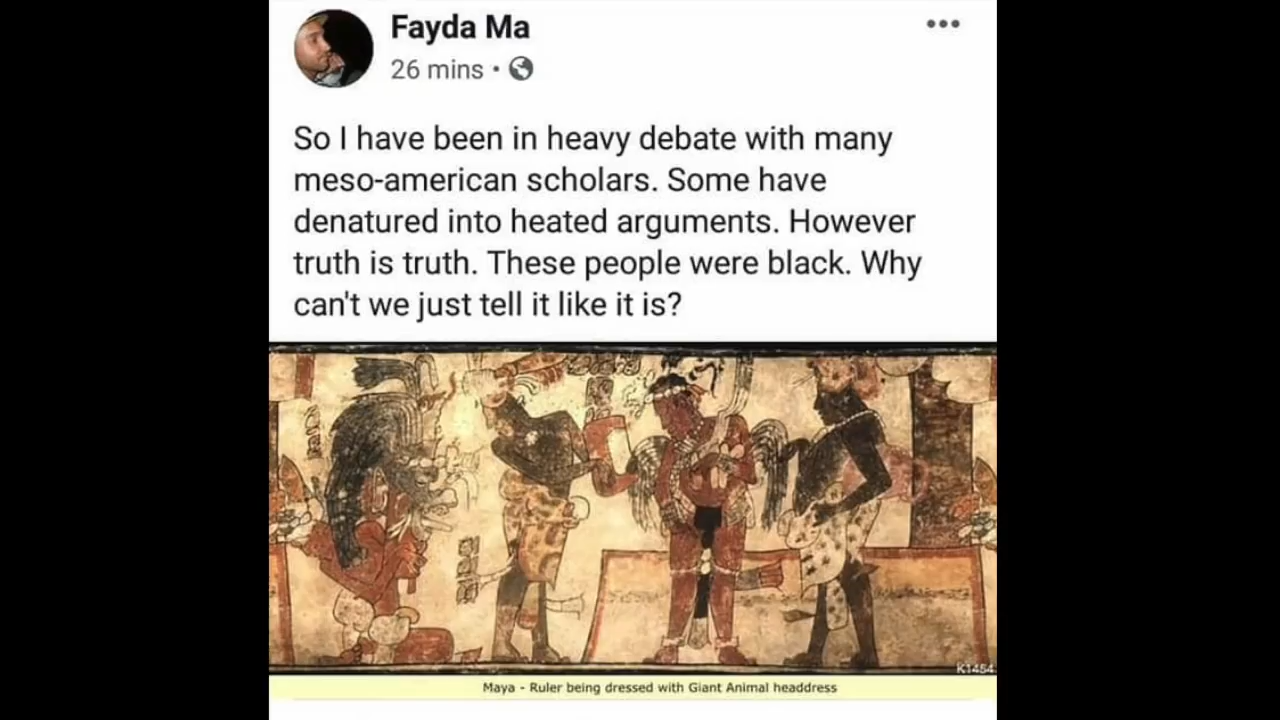 Fayda Ma
26 mins •
So I have been in heavy debate with many
meso-american scholars. Some have
denatured into heated arguments. However
truth is truth. These people were black. Why
can't we just tell it like it is?
K1454
Maya - Ruler being dressed with Giant Animal headdress